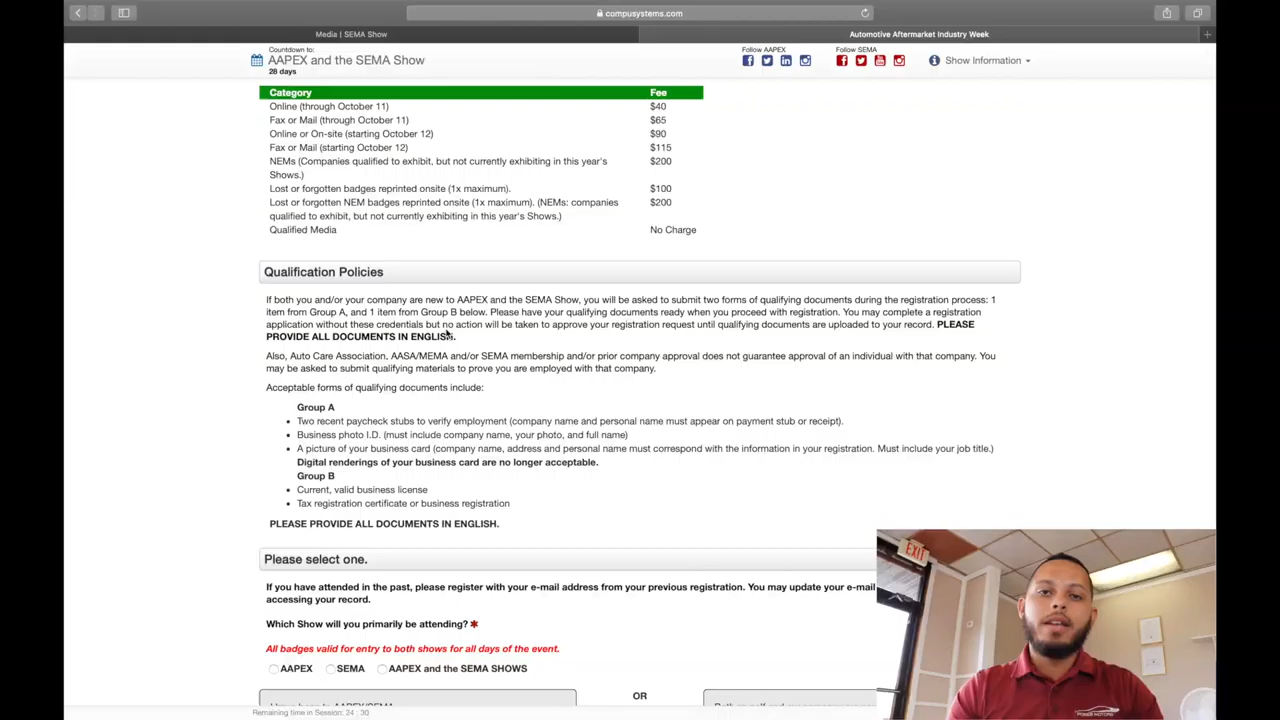 compusystems.com
Media | SEMA Show
Automotive Aftermarket Industry Week
Countdown to:
AAPEX and the SEMA Show
28 days
Follow AAPEX
Follow SEMA
Show Information
Category Fee
Online (through October 11) $40
Fax or Mail (through October 11) $65
Online or On-site (starting October 12) $90
Fax or Mail (starting October 12) $115
NEMs (Companies qualified to exhibit, but not currently exhibiting in this year's $200
Shows.)
Lost or forgotten badges reprinted onsite (1x maximum). $100
Lost or forgotten NEM badges reprinted onsite (1x maximum). (NEMs: companies $200
qualified to exhibit, but not currently exhibiting in this year's Shows.)
Qualified Media No Charge
Qualification Policies
If both you and/or your company are new to AAPEX and the SEMA Show, you will be asked to submit two forms of qualifying documents during the registration process: 1
item from Group A, and 1 item from Group B below. Please have your qualifying documents ready when you proceed with registration. You may complete a registration
application without these credentials but no action will be taken to approve your registration request until qualifying documents are uploaded to your record. PLEASE
PROVIDE ALL DOCUMENTS IN ENGLISH.
Also, Auto Care Association, AASA/MEMA and/or SEMA membership and/or prior company approval does not guarantee approval of an individual with that company. You
may be asked to submit qualifying materials to prove you are employed with that company.
Acceptable forms of qualifying documents include:
Group A
• Two recent paycheck stubs to verify employment (company name and personal name must appear on payment stub or receipt).
• Business photo I.D. (must include company name, your photo, and full name)
• A picture of your business card (company name, address and personal name must correspond with the information in your registration. Must include your job title.)
Digital renderings of your business card are no longer acceptable.
Group B
• Current, valid business license
• Tax registration certificate or business registration
PLEASE PROVIDE ALL DOCUMENTS IN ENGLISH.
Please select one.
If you have attended in the past, please register with your e-mail address from your previous registration. You may update your e-mail
accessing your record.
Which Show will you primarily be attending? *
All badges valid for entry to both shows for all days of the event.
AAPEX SEMA AAPEX and the SEMA SHOWS
OR
Remaining time in Session: 24 : 30
EXIT
POWER MOTORS